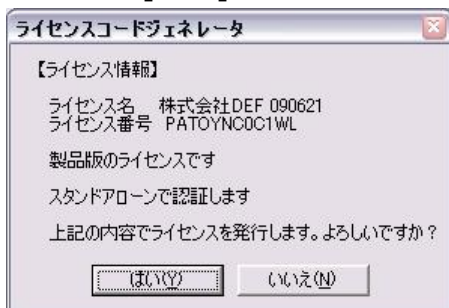 ライセンスコードジェネレータ
【ライセンス情報】
ライセンス名　株式会社DEF 090621
ライセンス番号　PATOYNC0C1WL
製品版のライセンスです
スタンドアローンで認証します
上記の内容でライセンスを発行します。よろしいですか？
はい(Y)
いいえ(N)